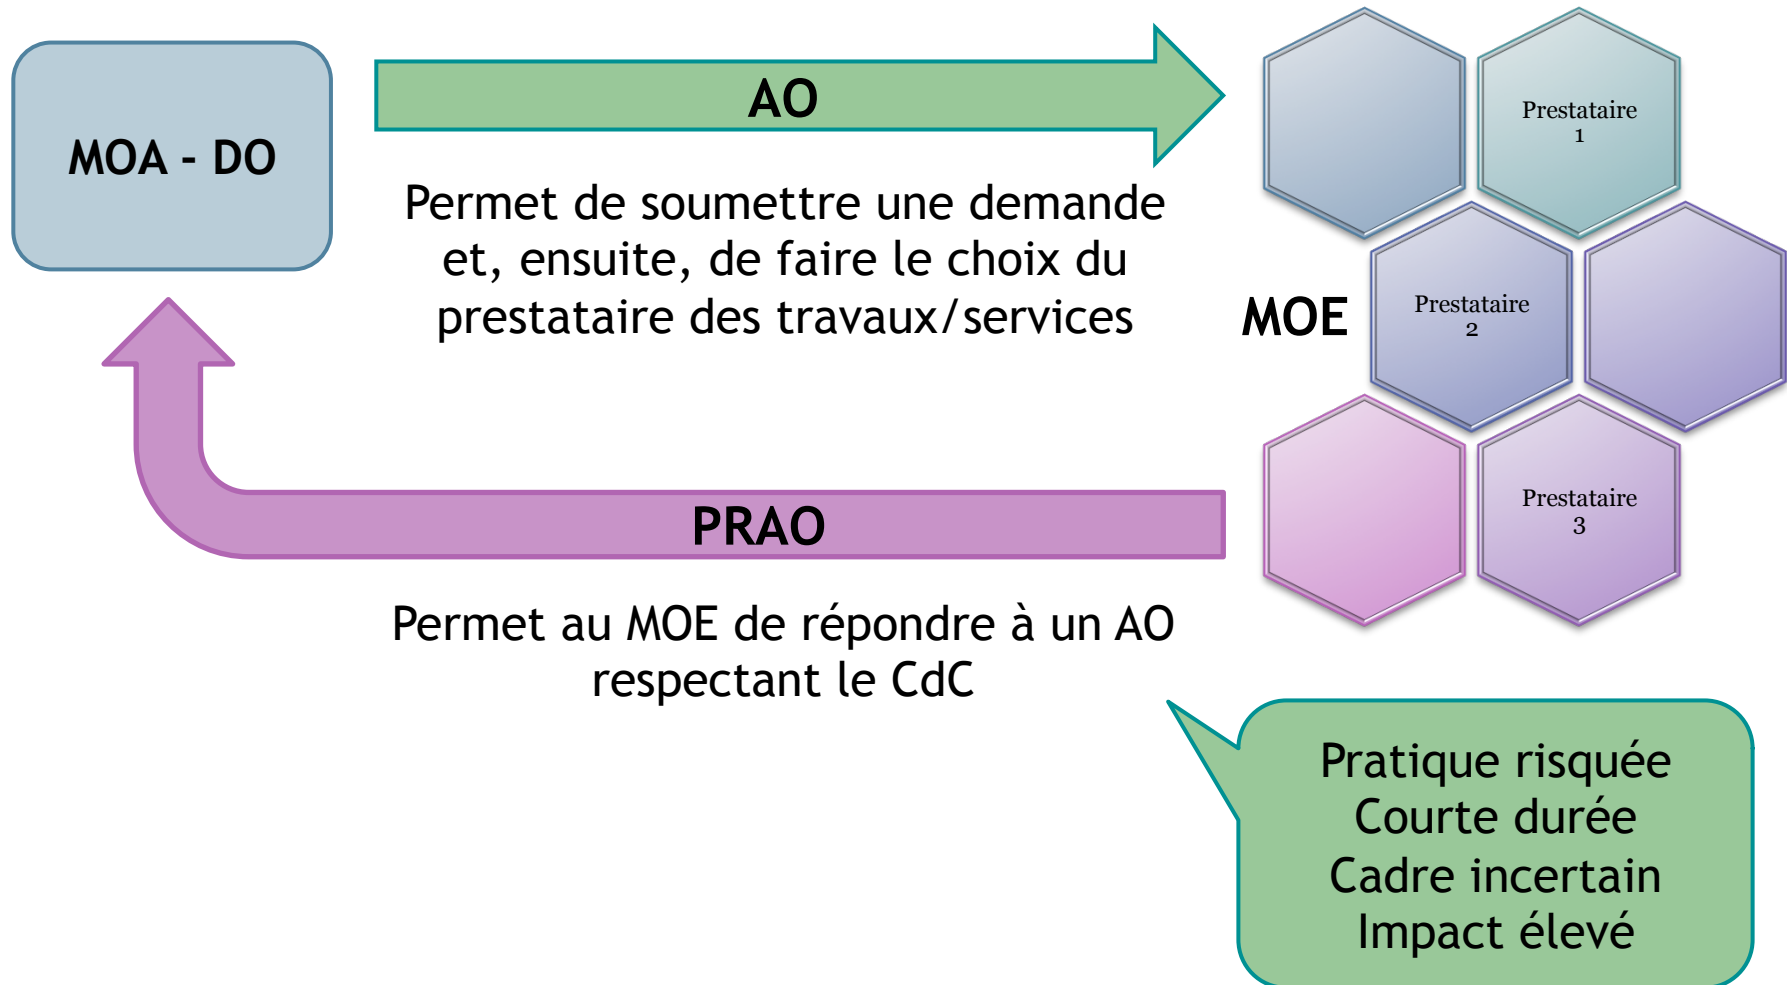 MOA - DO
AO
Permet de soumettre une demande
et, ensuite, de faire le choix du
prestataire des travaux/services
Prestataire
1
MOE
Prestataire
2
Prestataire
3
PRAO
Permet au MOE de répondre à un AO
respectant le CdC
Pratique risquée
Courte durée
Cadre incertain
Impact élevé